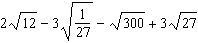 2√12 − 3√(1/27) − √300 + 3√27